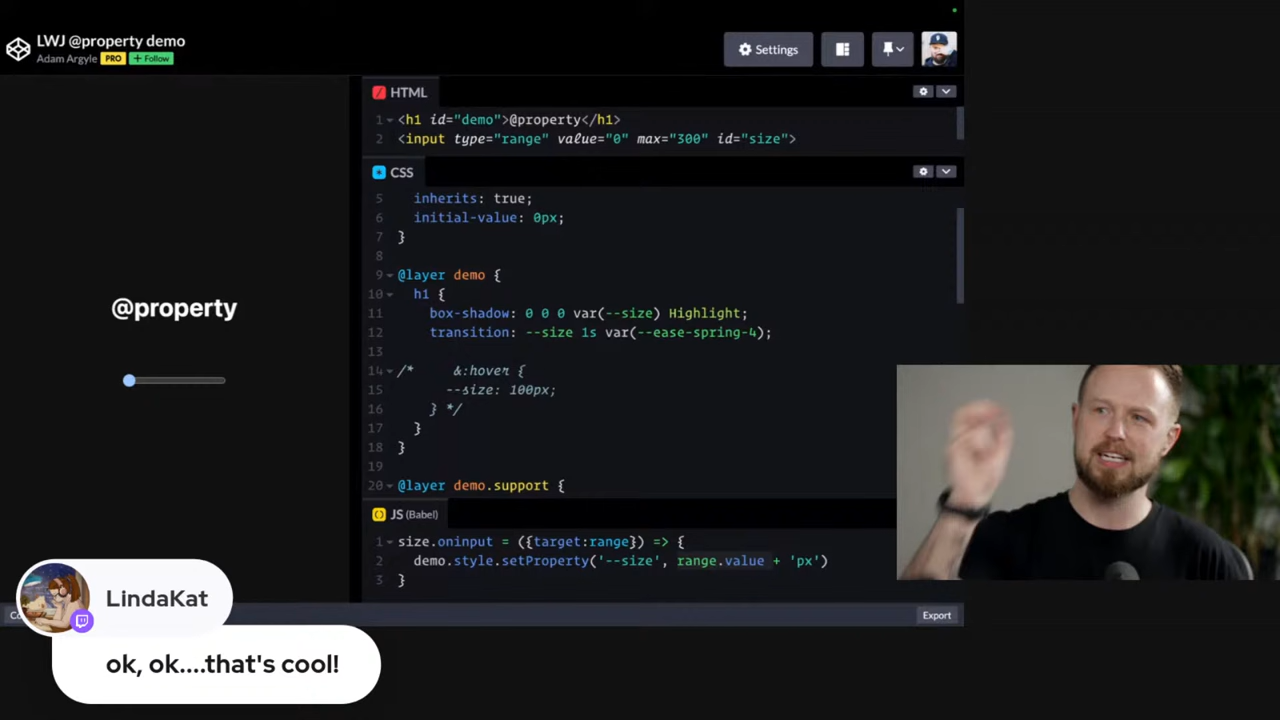 LWJ @property demo
Adam Argyle PRO + Follow
Settings
HTML
1 <h1 id="demo">@property</h1>
2 <input type="range" value="0" max="300" id="size">
CSS
5 inherits: true;
6 initial-value: 0px;
7 }
8
9 @layer demo {
10 h1 {
11 box-shadow: 0 0 0 var(--size) Highlight;
12 transition: --size 1s var(--ease-spring-4);
13
14 /* &:hover {
15 --size: 100px;
16 } */
17 }
18 }
19
20 @layer demo.support {
@property
JS (Babel)
1 size.oninput = ({target:range}) => {
2 demo.style.setProperty('--size', range.value + 'px')
3 }
Export
LindaKat
ok, ok....that's cool!